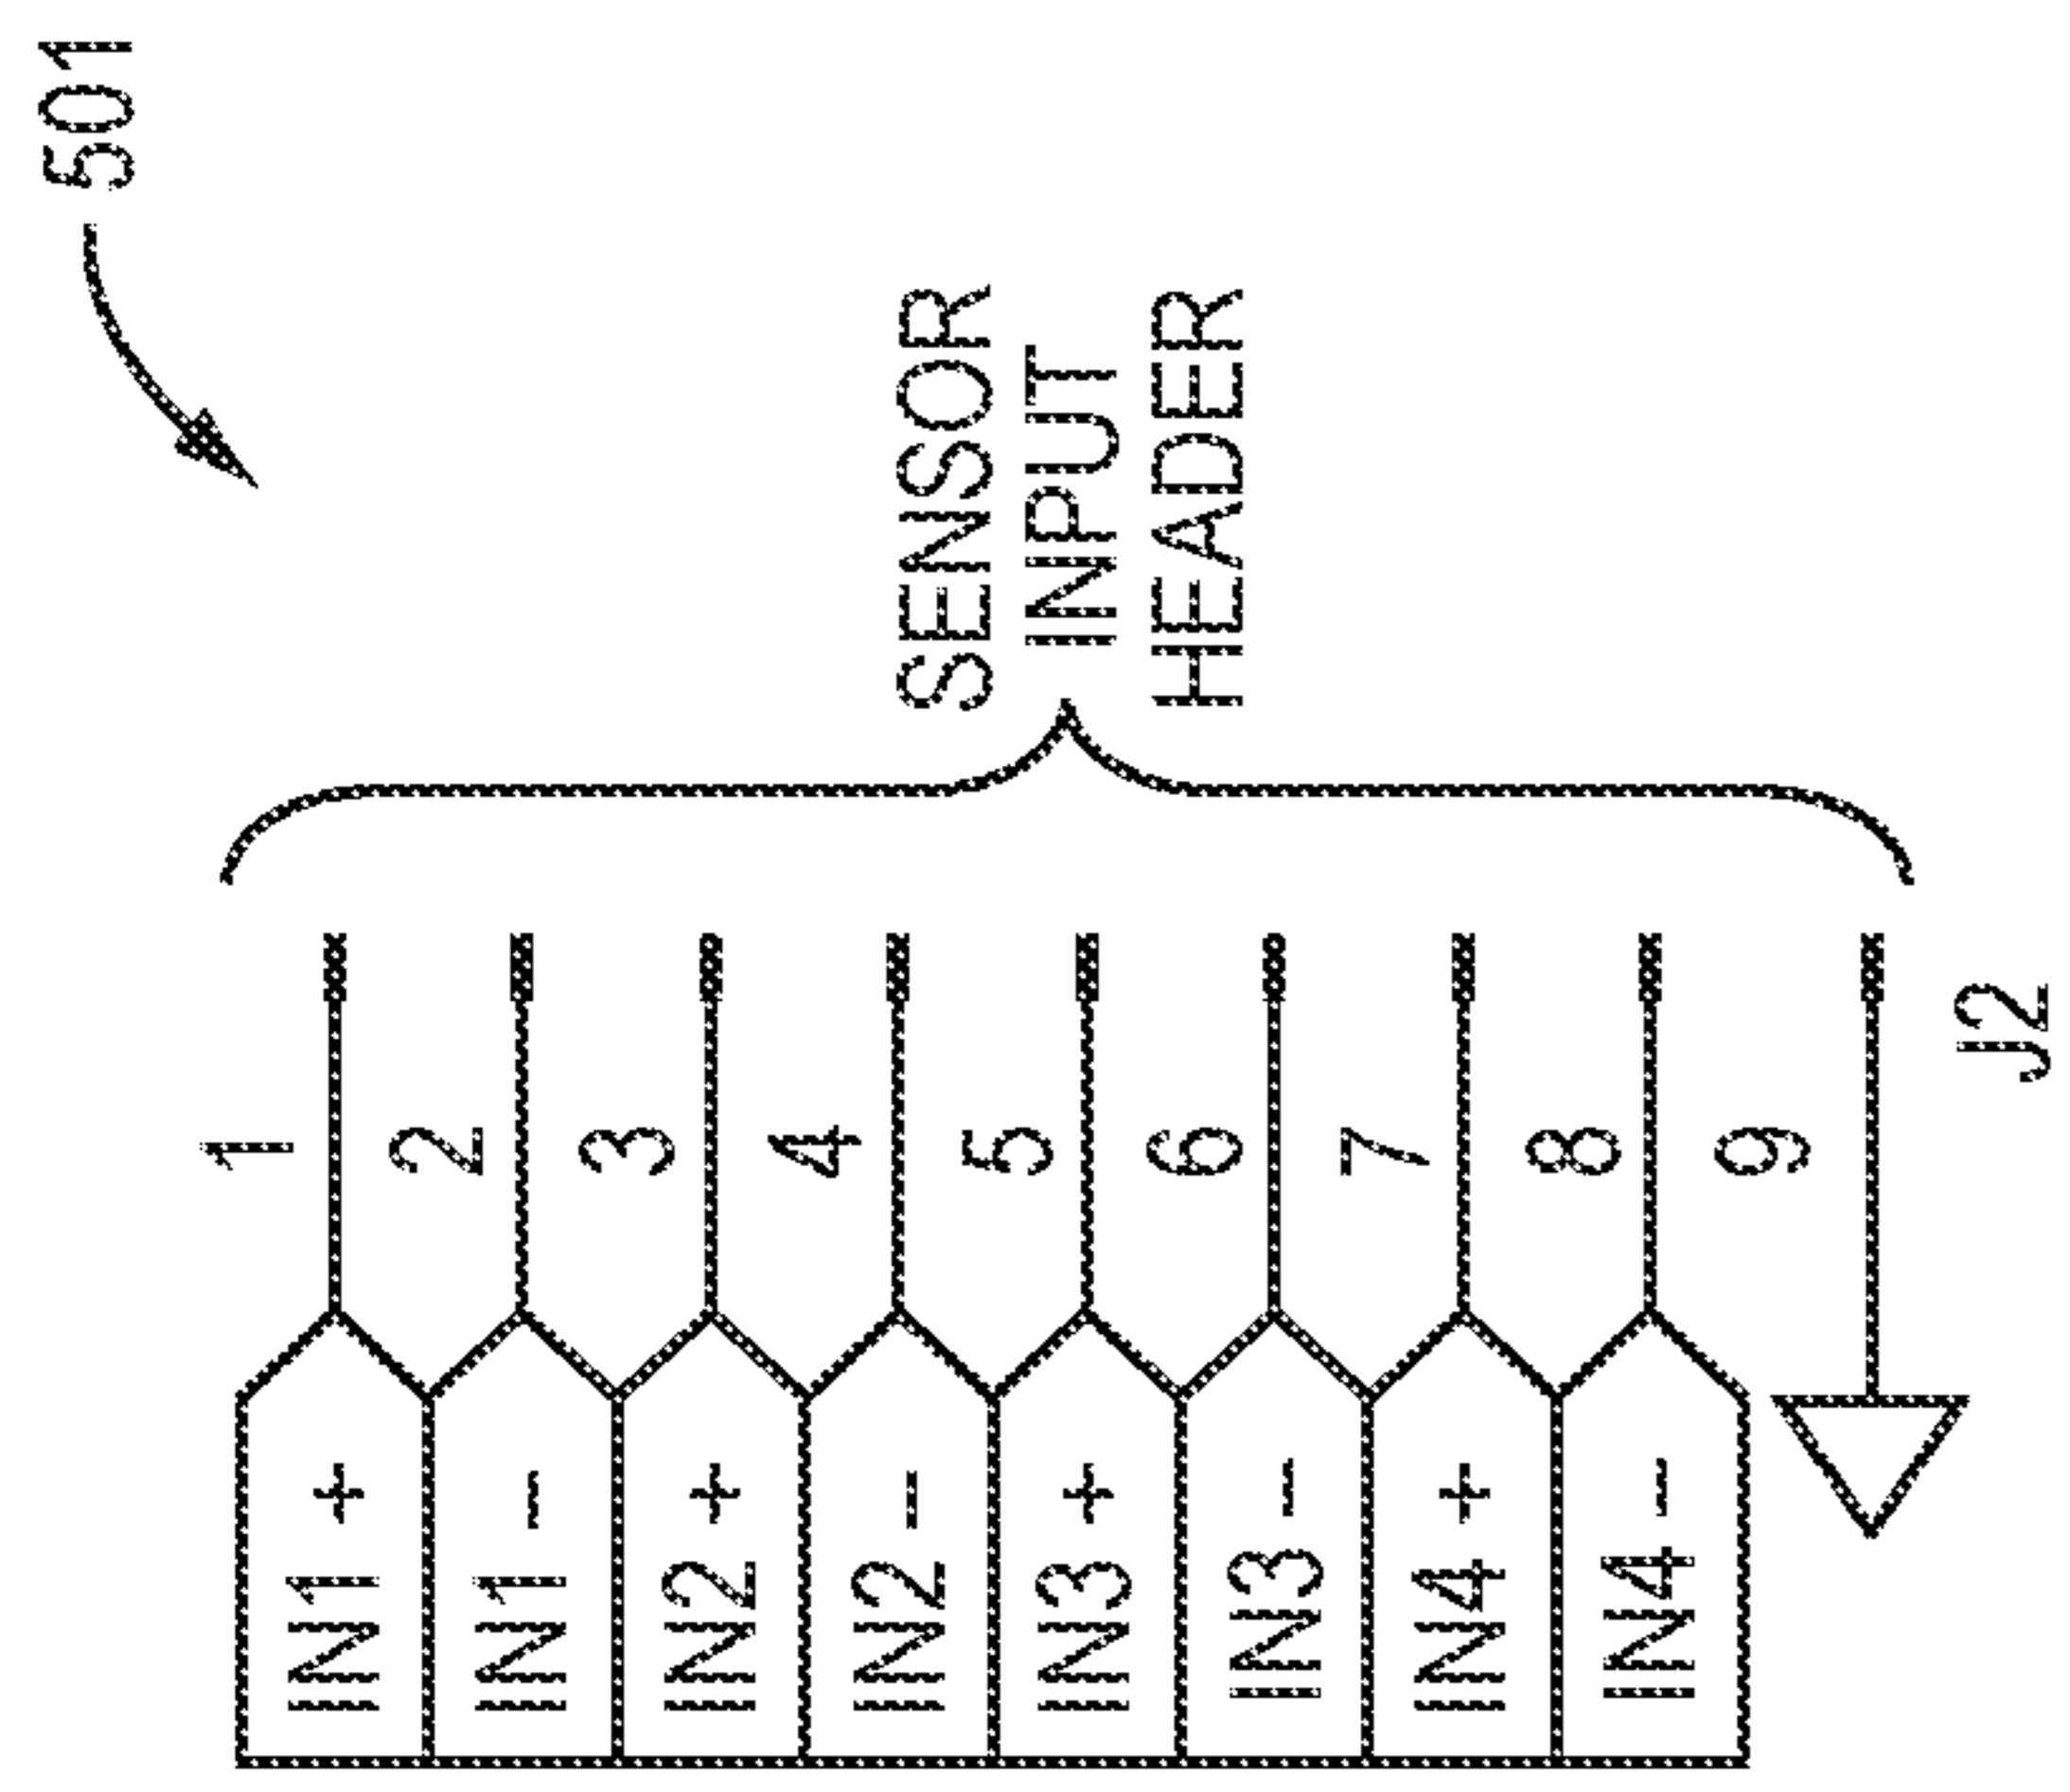 501
SENSOR
INPUT
HEADER
1
2
3
4
5
6
7
8
9
J2
IN1+
IN1-
IN2+
IN2-
IN3+
IN3-
IN4+
IN4-